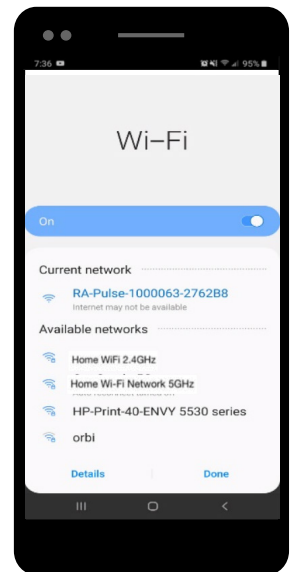 7:36
95%
Wi-Fi
On
Current network
RA-Pulse-1000063-2762B8
Internet may not be available
Available networks
Home WiFi 2.4GHz
Home Wi-Fi Network 5GHz
HP-Print-40-ENVY 5530 series
orbi
Details
Done